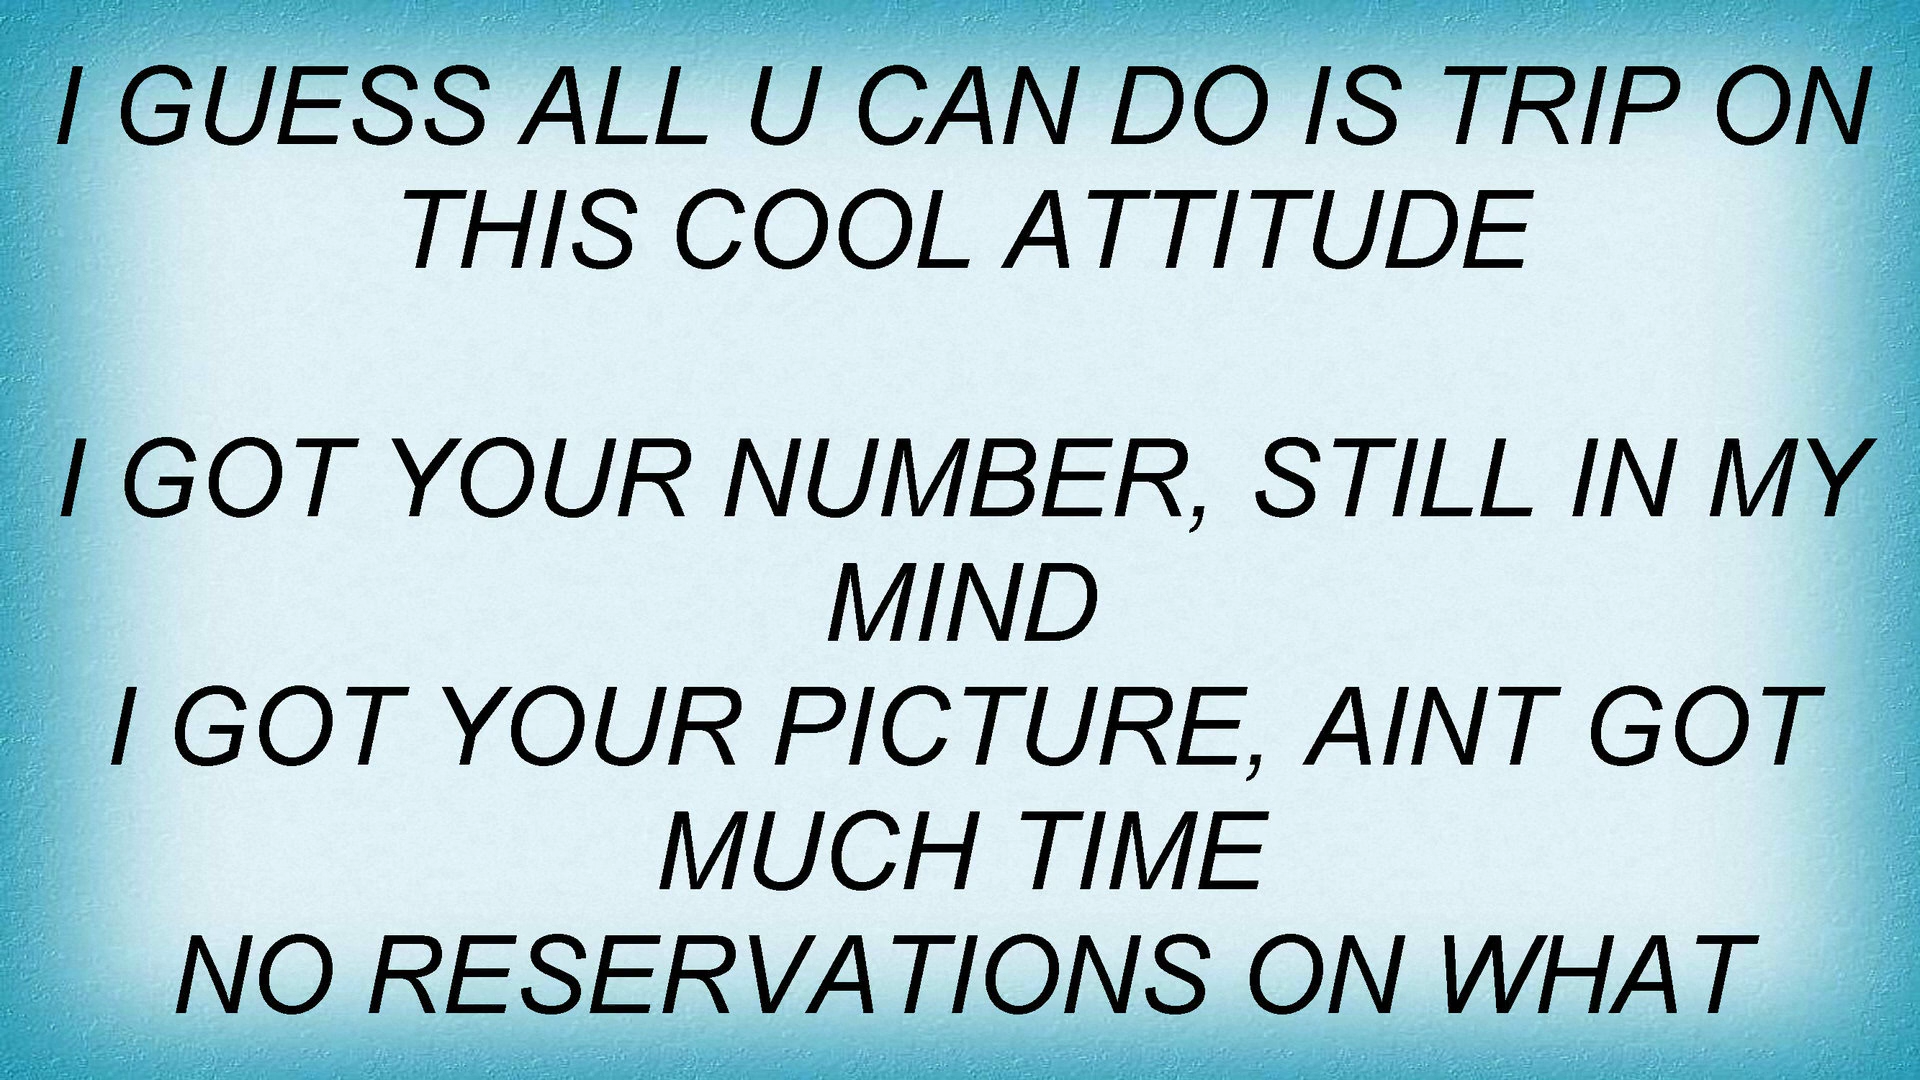 I GUESS ALL U CAN DO IS TRIP ON
THIS COOL ATTITUDE
I GOT YOUR NUMBER, STILL IN MY
MIND
I GOT YOUR PICTURE, AINT GOT
MUCH TIME
NO RESERVATIONS ON WHAT